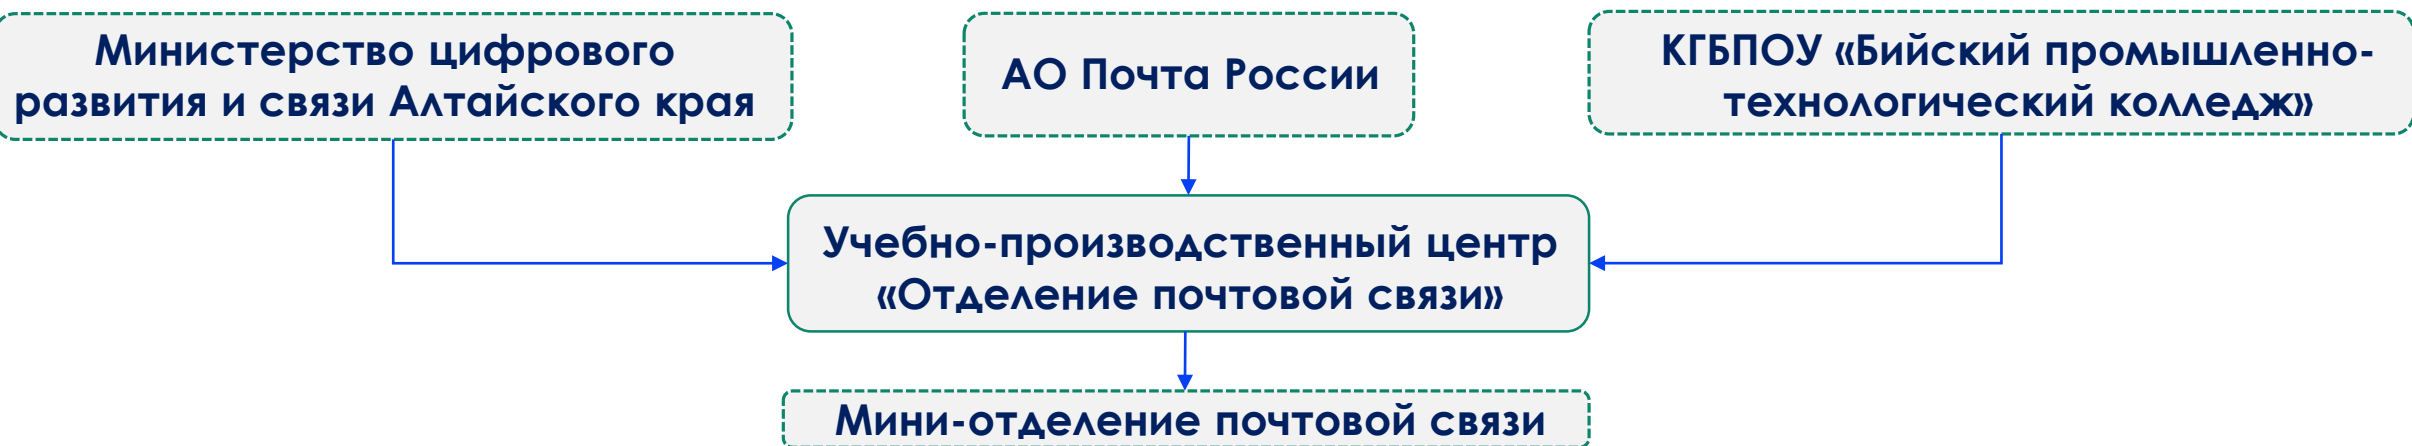 Министерство цифрового
развития и связи Алтайского края
АО Почта России
КГБПОУ «Бийский промышленно-
технологический колледж»
Учебно-производственный центр
«Отделение почтовой связи»
Мини-отделение почтовой связи